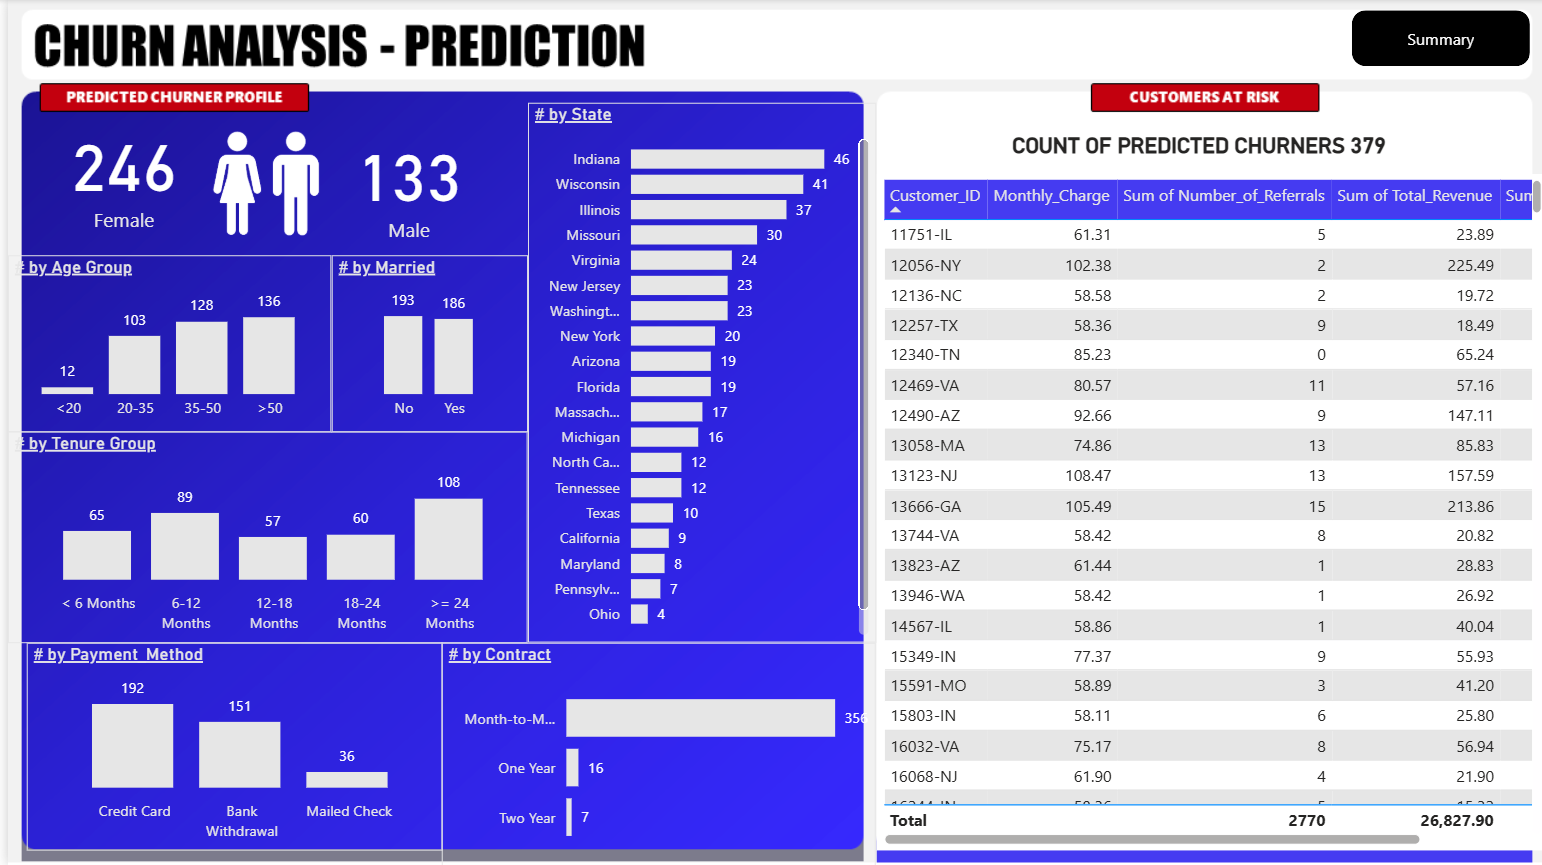 CHURN ANALYSIS - PREDICTION
Summary
PREDICTED CHURNER PROFILE
246
Female
133
Male
# by Age Group
12
103
128
136
<20
20-35
35-50
>50
# by Married
193
186
No
Yes
# by Tenure Group
65
89
57
60
108
< 6 Months
6-12 Months
12-18 Months
18-24 Months
>= 24 Months
# by State
Indiana 46
Wisconsin 41
Illinois 37
Missouri 30
Virginia 24
New Jersey 23
Washingt... 23
New York 20
Arizona 19
Florida 19
Massach... 17
Michigan 16
North Ca... 12
Tennessee 12
Texas 10
California 9
Maryland 8
Pennsylv... 7
Ohio 4
# by Payment_Method
192
151
36
Credit Card
Bank Withdrawal
Mailed Check
# by Contract
Month-to-M... 356
One Year 16
Two Year 7
CUSTOMERS AT RISK
COUNT OF PREDICTED CHURNERS 379
Customer_ID Monthly_Charge Sum of Number_of_Referrals Sum of Total_Revenue Sum
11751-IL 61.31 5 23.89
12056-NY 102.38 2 225.49
12136-NC 58.58 2 19.72
12257-TX 58.36 9 18.49
12340-TN 85.23 0 65.24
12469-VA 80.57 11 57.16
12490-AZ 92.66 9 147.11
13058-MA 74.86 13 85.83
13123-NJ 108.47 13 157.59
13666-GA 105.49 15 213.86
13744-VA 58.42 8 20.82
13823-AZ 61.44 1 28.83
13946-WA 58.42 1 26.92
14567-IL 58.86 1 40.04
15349-IN 77.37 9 55.93
15591-MO 58.89 3 41.20
15803-IN 58.11 6 25.80
16032-VA 75.17 8 56.94
16068-NJ 61.90 4 21.90
Total 2770 26,827.90